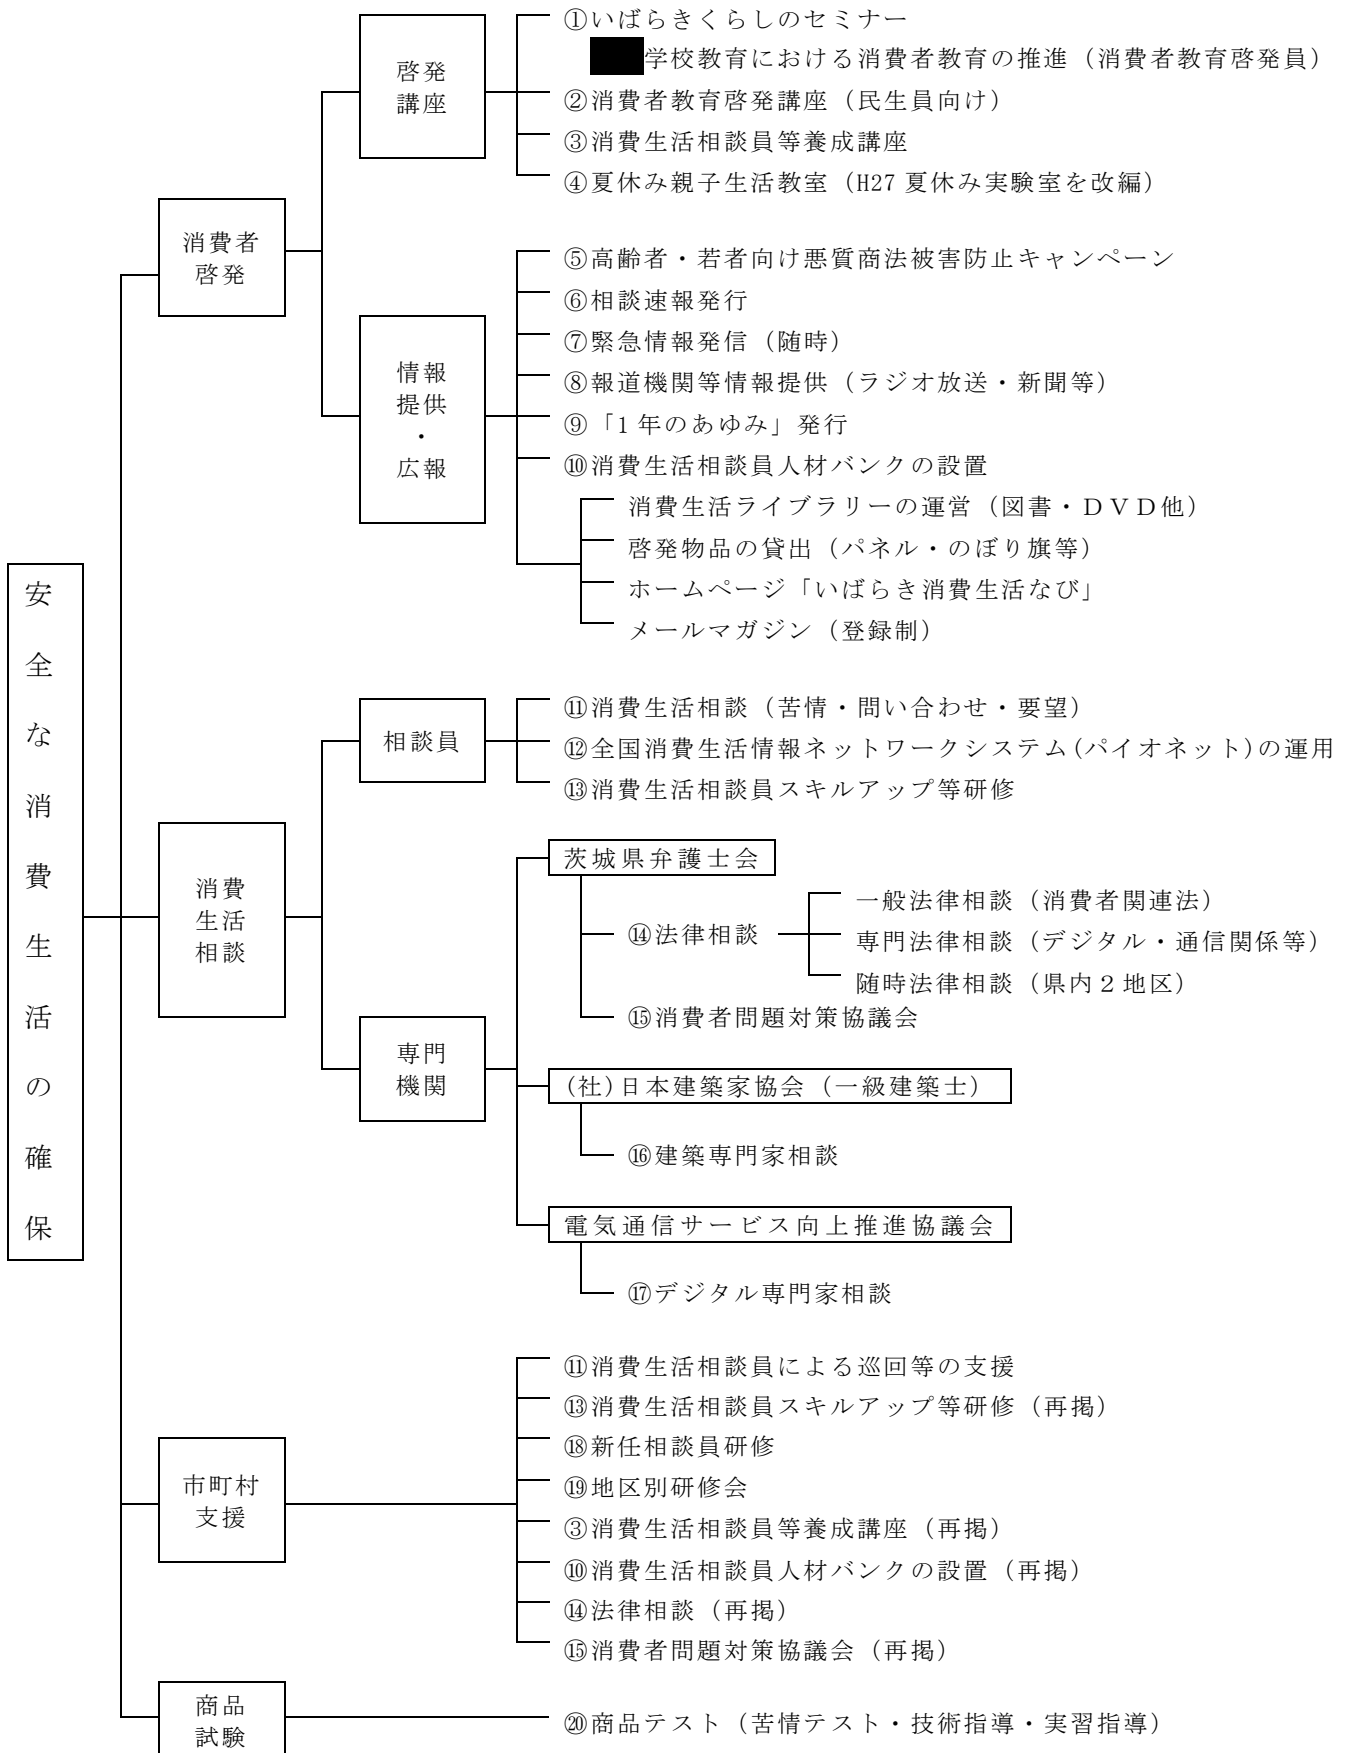 安全な消費生活の確保
消費者
啓発
啓発
講座
①いばらきくらしのセミナー
学校教育における消費者教育の推進（消費者教育啓発員）
②消費者教育啓発講座（民生員向け）
③消費生活相談員等養成講座
④夏休み親子生活教室（H27 夏休み実験室を改編）
情報
提供
・
広報
⑤高齢者・若者向け悪質商法被害防止キャンペーン
⑥相談速報発行
⑦緊急情報発信（随時）
⑧報道機関等情報提供（ラジオ放送・新聞等）
⑨「1 年のあゆみ」発行
⑩消費生活相談員人材バンクの設置
消費生活ライブラリーの運営（図書・ＤＶＤ他）
啓発物品の貸出（パネル・のぼり旗等）
ホームページ「いばらき消費生活なび」
メールマガジン（登録制）
消費
生活
相談
相談員
⑪消費生活相談（苦情・問い合わせ・要望）
⑫全国消費生活情報ネットワークシステム(パイオネット)の運用
⑬消費生活相談員スキルアップ等研修
専門
機関
茨城県弁護士会
⑭法律相談
一般法律相談（消費者関連法）
専門法律相談（デジタル・通信関係等）
随時法律相談（県内２地区）
⑮消費者問題対策協議会
(社)日本建築家協会（一級建築士）
⑯建築専門家相談
電気通信サービス向上推進協議会
⑰デジタル専門家相談
市町村
支援
⑪消費生活相談員による巡回等の支援
⑬消費生活相談員スキルアップ等研修（再掲）
⑱新任相談員研修
⑲地区別研修会
③消費生活相談員等養成講座（再掲）
⑩消費生活相談員人材バンクの設置（再掲）
⑭法律相談（再掲）
⑮消費者問題対策協議会（再掲）
商品
試験
⑳商品テスト（苦情テスト・技術指導・実習指導）